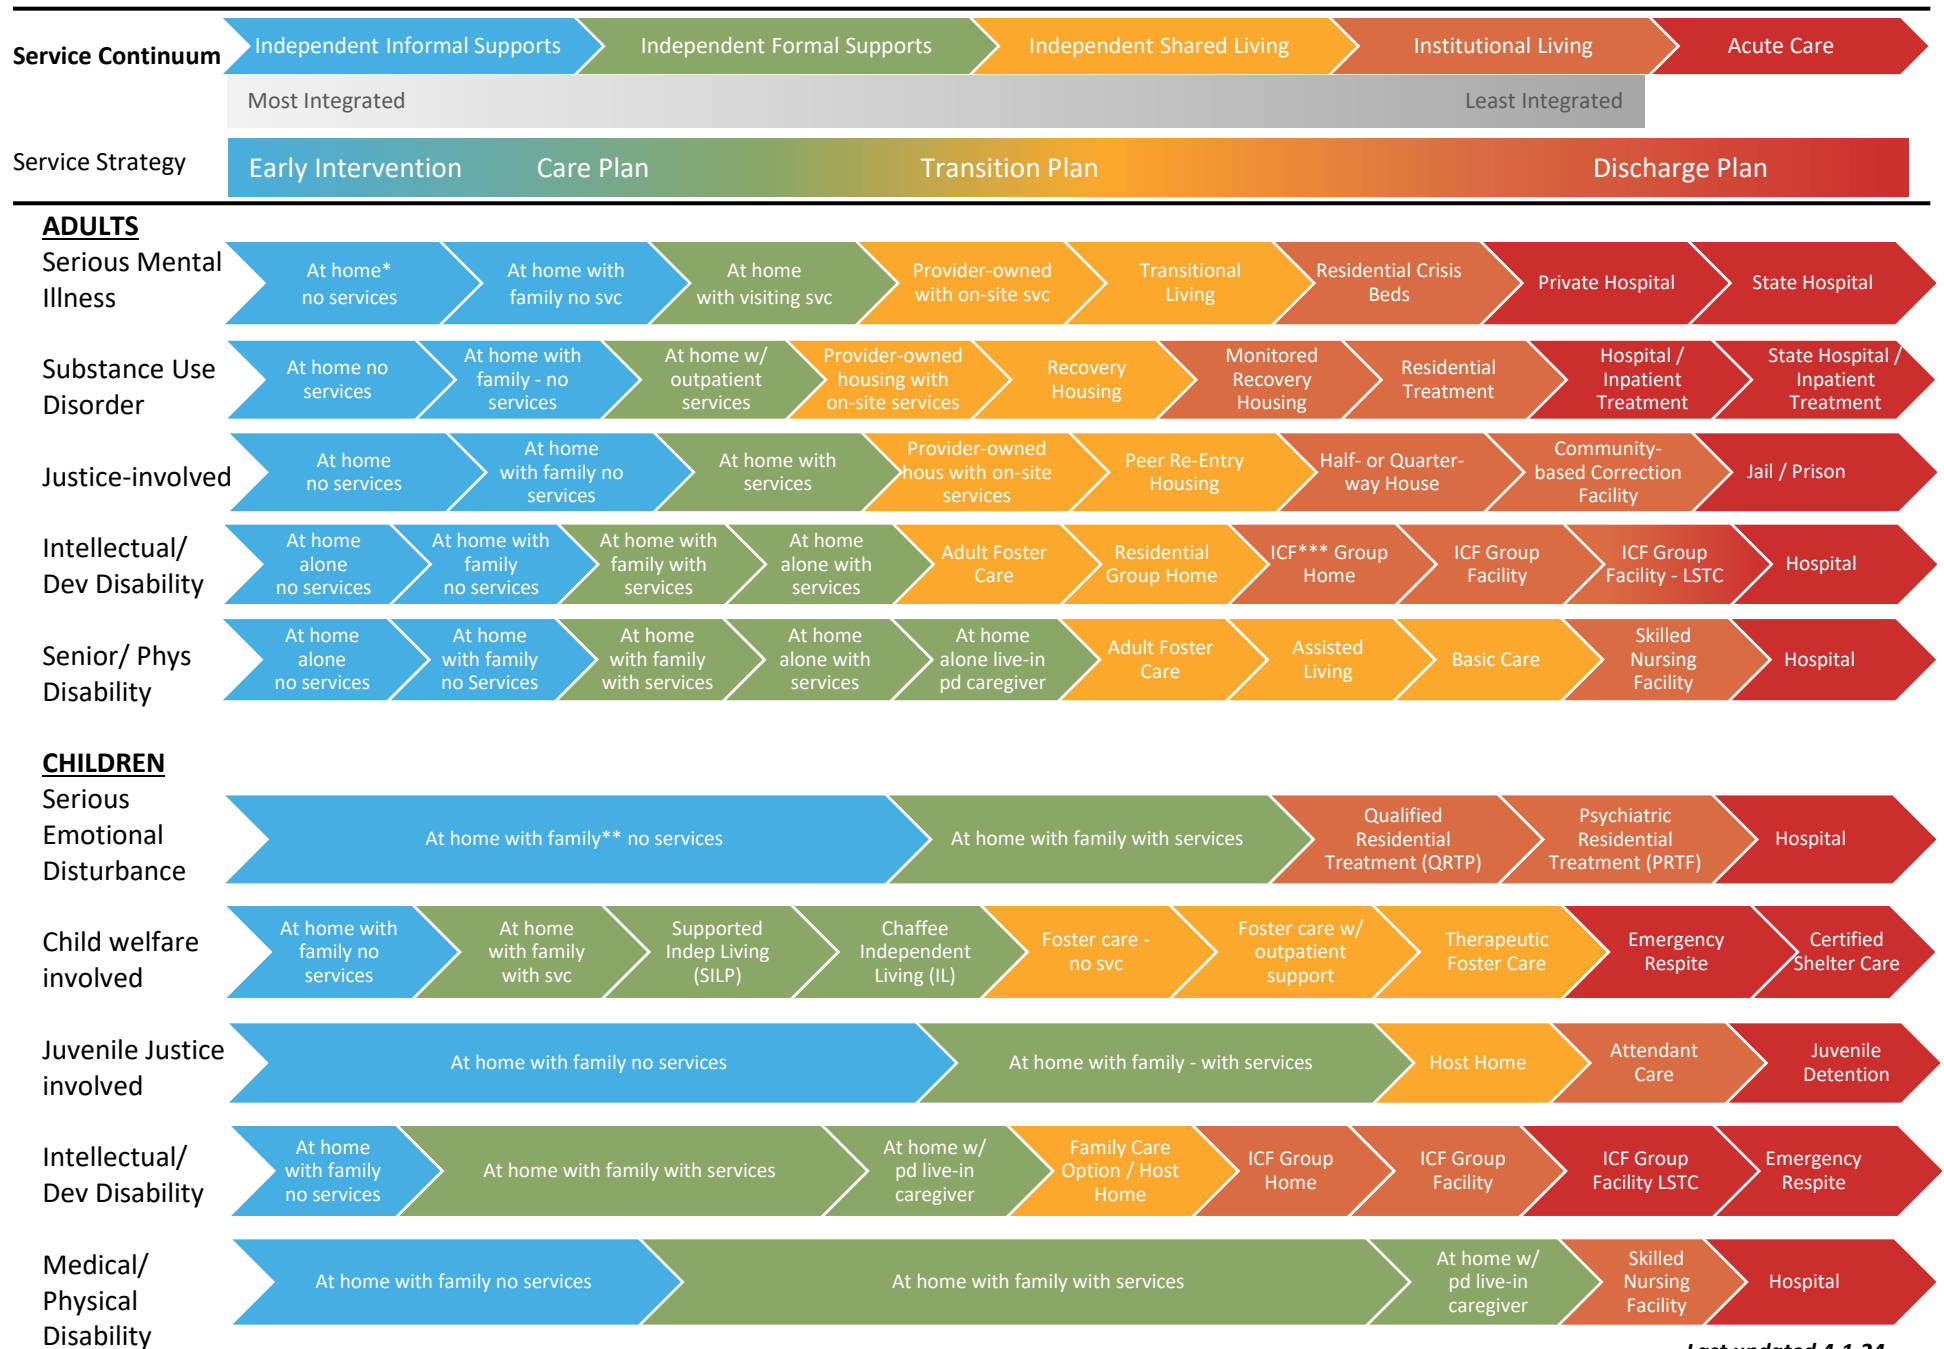 Service Continuum
Independent Informal Supports
Independent Formal Supports
Independent Shared Living
Institutional Living
Acute Care
Most Integrated
Least Integrated
Service Strategy
Early Intervention
Care Plan
Transition Plan
Discharge Plan
ADULTS
Serious Mental
Illness
At home*
no services
At home with
family no svc
At home
with visiting svc
Provider-owned
with on-site svc
Transitional
Living
Residential Crisis
Beds
Private Hospital
State Hospital
Substance Use
Disorder
At home no
services
At home with
family - no
services
At home w/
outpatient
services
Provider-owned
housing with
on-site services
Recovery
Housing
Monitored
Recovery
Housing
Residential
Treatment
Hospital /
Inpatient
Treatment
State Hospital /
Inpatient
Treatment
Justice-involved
At home
no services
At home
with family no
services
At home with
services
Provider-owned
hous with on-site
services
Peer Re-Entry
Housing
Half- or Quarter-
way House
Community-
based Correction
Facility
Jail / Prison
Intellectual/
Dev Disability
At home
alone
no services
At home with
family
no services
At home with
family with
services
At home
alone with
services
Adult Foster
Care
Residential
Group Home
ICF*** Group
Home
ICF Group
Facility
ICF Group
Facility - LSTC
Hospital
Senior/ Phys
Disability
At home
alone
no services
At home
with family
no Services
At home
with family
with services
At home
alone with
services
At home
alone live-in
pd caregiver
Adult Foster
Care
Assisted
Living
Basic Care
Skilled
Nursing
Facility
Hospital
CHILDREN
Serious
Emotional
Disturbance
At home with family** no services
At home with family with services
Qualified
Residential
Treatment (QRTP)
Psychiatric
Residential
Treatment (PRTF)
Hospital
Child welfare
involved
At home with
family no
services
At home
with family
with svc
Supported
Indep Living
(SILP)
Chaffee
Independent
Living (IL)
Foster care -
no svc
Foster care w/
outpatient
support
Therapeutic
Foster Care
Emergency
Respite
Certified
Shelter Care
Juvenile Justice
involved
At home with family no services
At home with family - with services
Host Home
Attendant
Care
Juvenile
Detention
Intellectual/
Dev Disability
At home
with family
no services
At home with family with services
At home w/
pd live-in
caregiver
Family Care
Option / Host
Home
ICF Group
Home
ICF Group
Facility
ICF Group
Facility LSTC
Emergency
Respite
Medical/
Physical
Disability
At home with family no services
At home with family with services
At home w/
pd live-in
caregiver
Skilled
Nursing
Facility
Hospital
Last updated 4-1-24